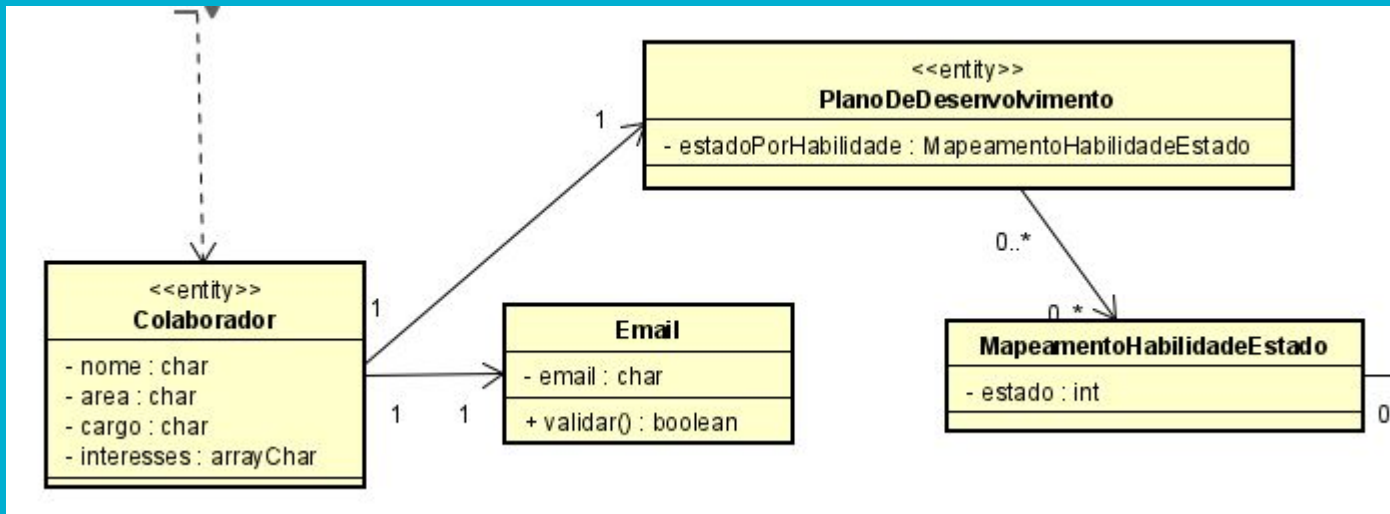 <<entity>>
PlanoDeDesenvolvimento
- estadoPorHabilidade : MapeamentoHabilidadeEstado
1
0..*
<<entity>>
Colaborador
- nome : char
- area : char
- cargo : char
- interesses : arrayChar
1
1
1
Email
- email : char
+ validar() : boolean
0..*
MapeamentoHabilidadeEstado
- estado : int
0